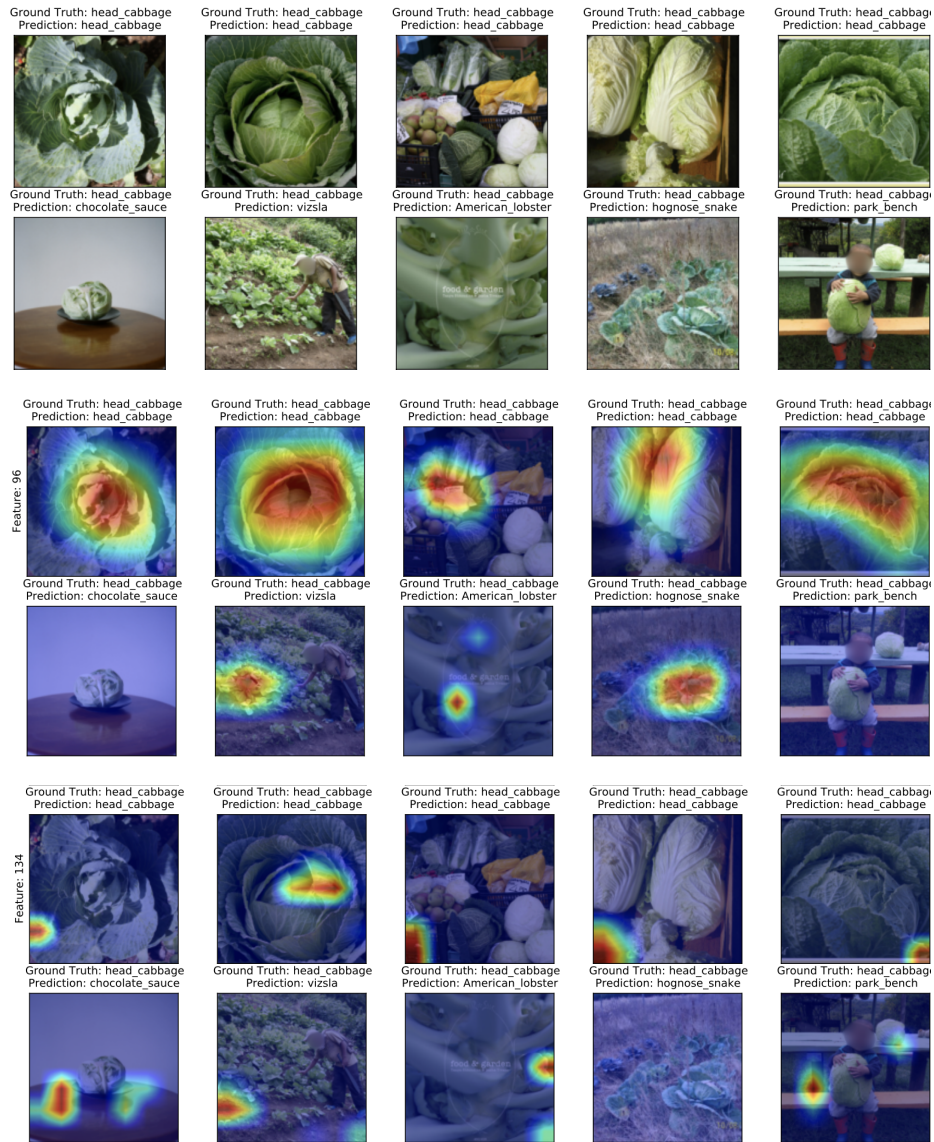 Ground Truth: head_cabbage Ground Truth: head_cabbage Ground Truth: head_cabbage Ground Truth: head_cabbage Ground Truth: head_cabbage
Prediction: head_cabbage Prediction: head_cabbage Prediction: head_cabbage Prediction: head_cabbage Prediction: head_cabbage
Ground Truth: head_cabbage Ground Truth: head_cabbage Ground Truth: head_cabbage Ground Truth: head_cabbage Ground Truth: head_cabbage
Prediction: chocolate_sauce Prediction: vizsla Prediction: American_lobster Prediction: hognose_snake Prediction: park_bench
food & garden
Ground Truth: head_cabbage Ground Truth: head_cabbage Ground Truth: head_cabbage Ground Truth: head_cabbage Ground Truth: head_cabbage
Prediction: head_cabbage Prediction: head_cabbage Prediction: head_cabbage Prediction: head_cabbage Prediction: head_cabbage
Feature: 96
Ground Truth: head_cabbage Ground Truth: head_cabbage Ground Truth: head_cabbage Ground Truth: head_cabbage Ground Truth: head_cabbage
Prediction: chocolate_sauce Prediction: vizsla Prediction: American_lobster Prediction: hognose_snake Prediction: park_bench
food & garden
Ground Truth: head_cabbage Ground Truth: head_cabbage Ground Truth: head_cabbage Ground Truth: head_cabbage Ground Truth: head_cabbage
Prediction: head_cabbage Prediction: head_cabbage Prediction: head_cabbage Prediction: head_cabbage Prediction: head_cabbage
Feature: 134
Ground Truth: head_cabbage Ground Truth: head_cabbage Ground Truth: head_cabbage Ground Truth: head_cabbage Ground Truth: head_cabbage
Prediction: chocolate_sauce Prediction: vizsla Prediction: American_lobster Prediction: hognose_snake Prediction: park_bench
food & garden